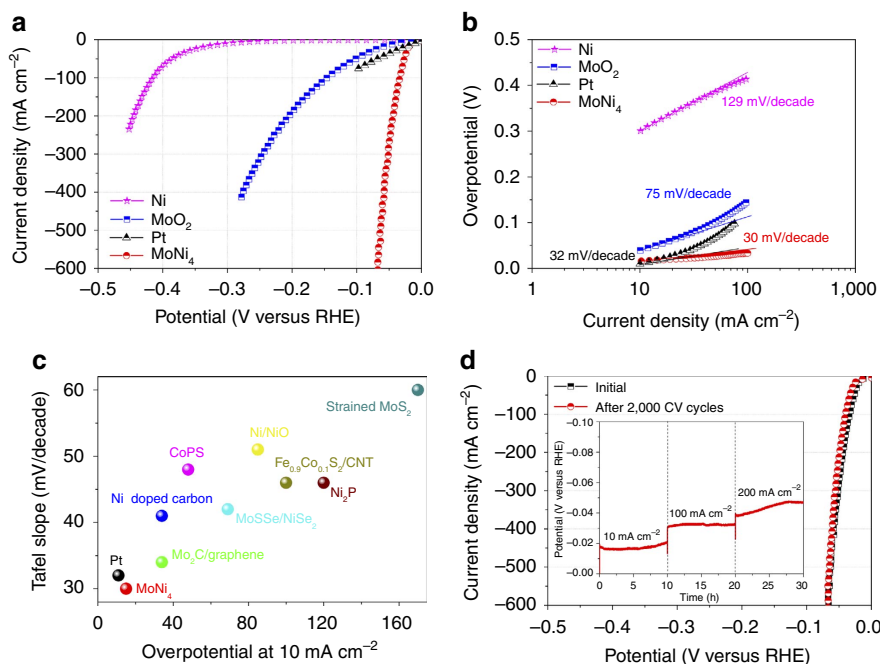 a
Current density (mA cm⁻²)
0
−100
−200
−300
−400
−500
−600
Ni
MoO₂
Pt
MoNi₄
−0.5 −0.4 −0.3 −0.2 −0.1 0.0
Potential (V versus RHE)
b
Overpotential (V)
0.5
0.4
0.3
0.2
0.1
0.0
Ni
MoO₂
Pt
MoNi₄
129 mV/decade
75 mV/decade
30 mV/decade
32 mV/decade
1 10 100 1,000
Current density (mA cm⁻²)
c
Tafel slope (mV/decade)
60
50
40
30
Strained MoS₂
Ni/NiO
CoPS
Fe₀.₉Co₀.₁S₂/CNT
Ni₂P
Ni doped carbon
MoSSe/NiSe₂
Mo₂C/graphene
Pt
MoNi₄
0 40 80 120 160
Overpotential at 10 mA cm⁻²
d
Current density (mA cm⁻²)
0
−100
−200
−300
−400
−500
−600
Initial
After 2,000 CV cycles
Potential (V versus RHE)
−0.00
−0.02
−0.04
−0.06
−0.00
10 mA cm⁻²
100 mA cm⁻²
200 mA cm⁻²
0 10 20 30
Time (h)
−0.5 −0.4 −0.3 −0.2 −0.1 0.0
Potential (V versus RHE)